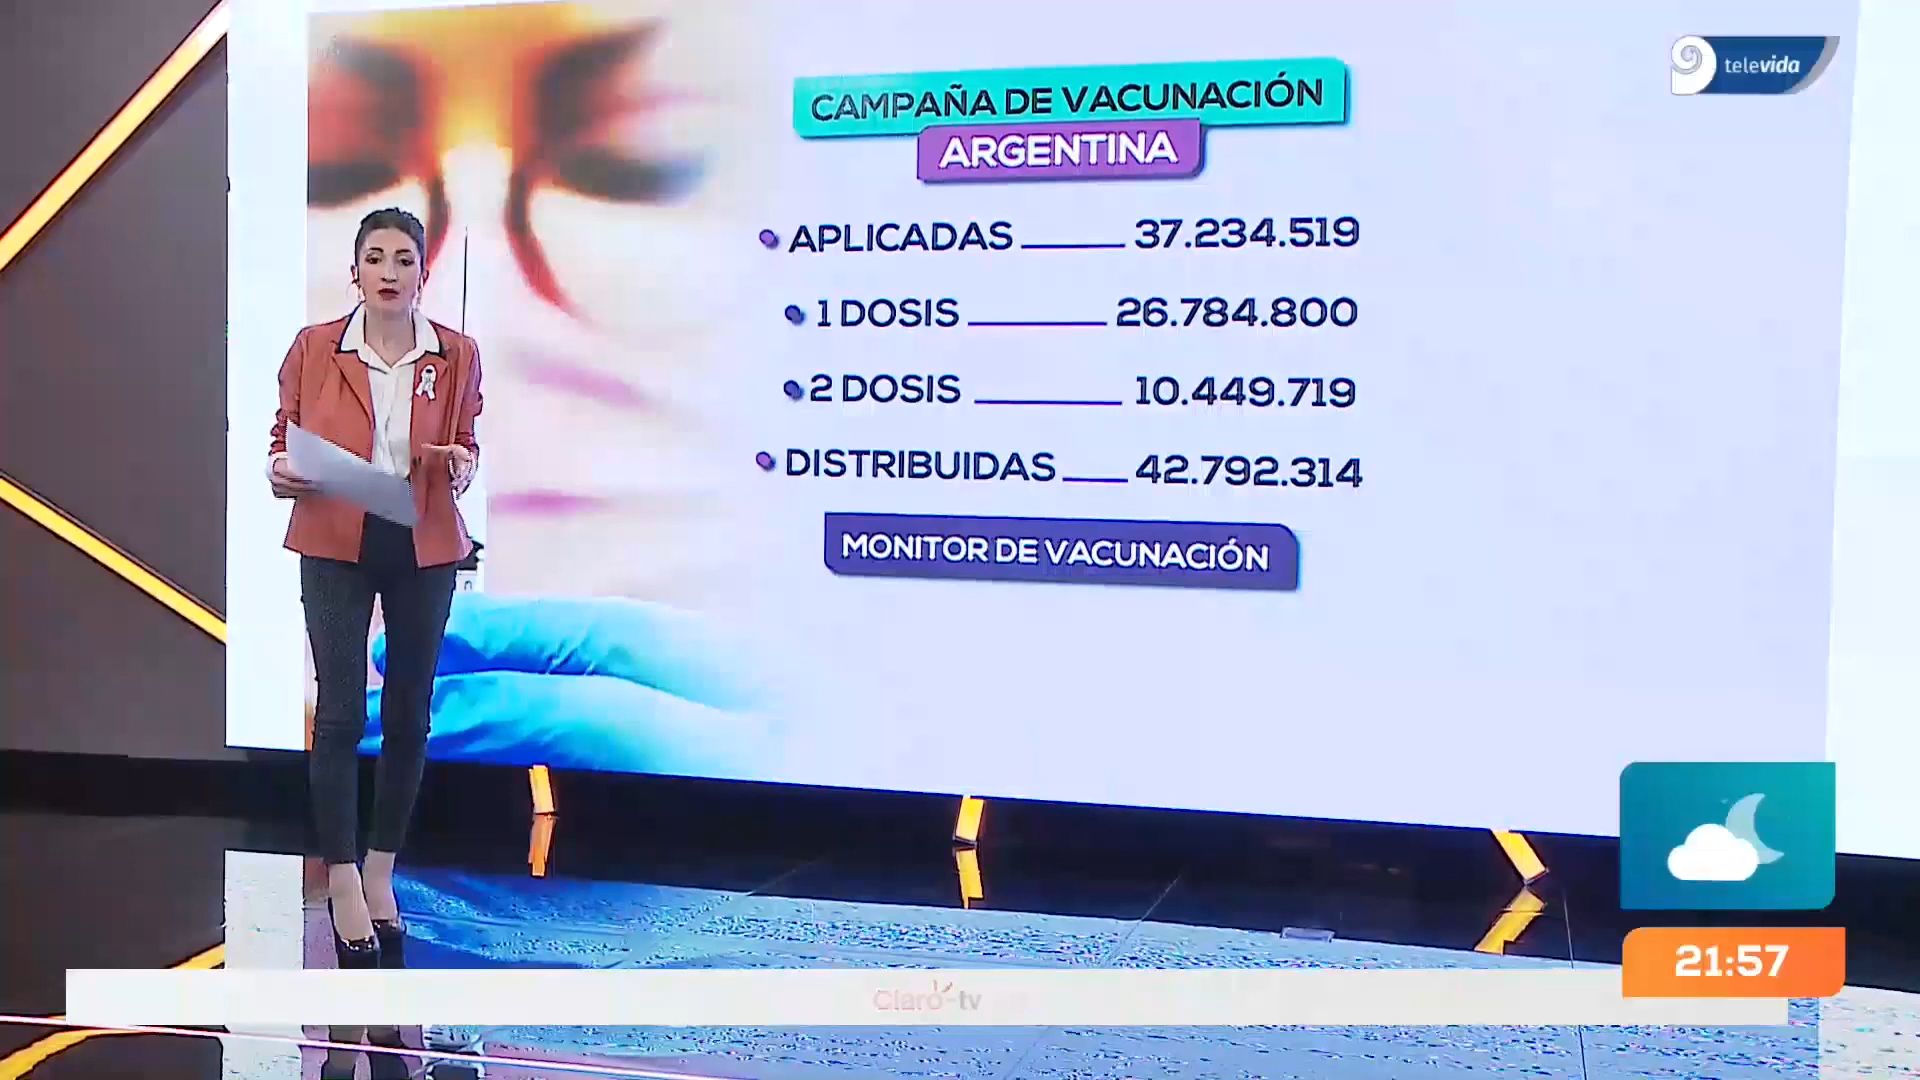 9 televida
CAMPAÑA DE VACUNACIÓN
ARGENTINA
APLICADAS 37.234.519
1 DOSIS 26.784.800
2 DOSIS 10.449.719
DISTRIBUIDAS 42.792.314
MONITOR DE VACUNACIÓN
21:57
Claro-tv